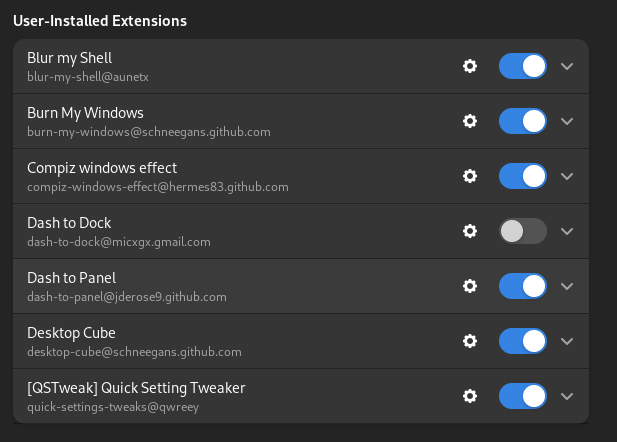 User-Installed Extensions
Blur my Shell
blur-my-shell@aunetx
Burn My Windows
burn-my-windows@schneegans.github.com
Compiz windows effect
compiz-windows-effect@hermes83.github.com
Dash to Dock
dash-to-dock@micxgx.gmail.com
Dash to Panel
dash-to-panel@jderose9.github.com
Desktop Cube
desktop-cube@schneegans.github.com
[QSTweak] Quick Setting Tweaker
quick-settings-tweaks@qwreey